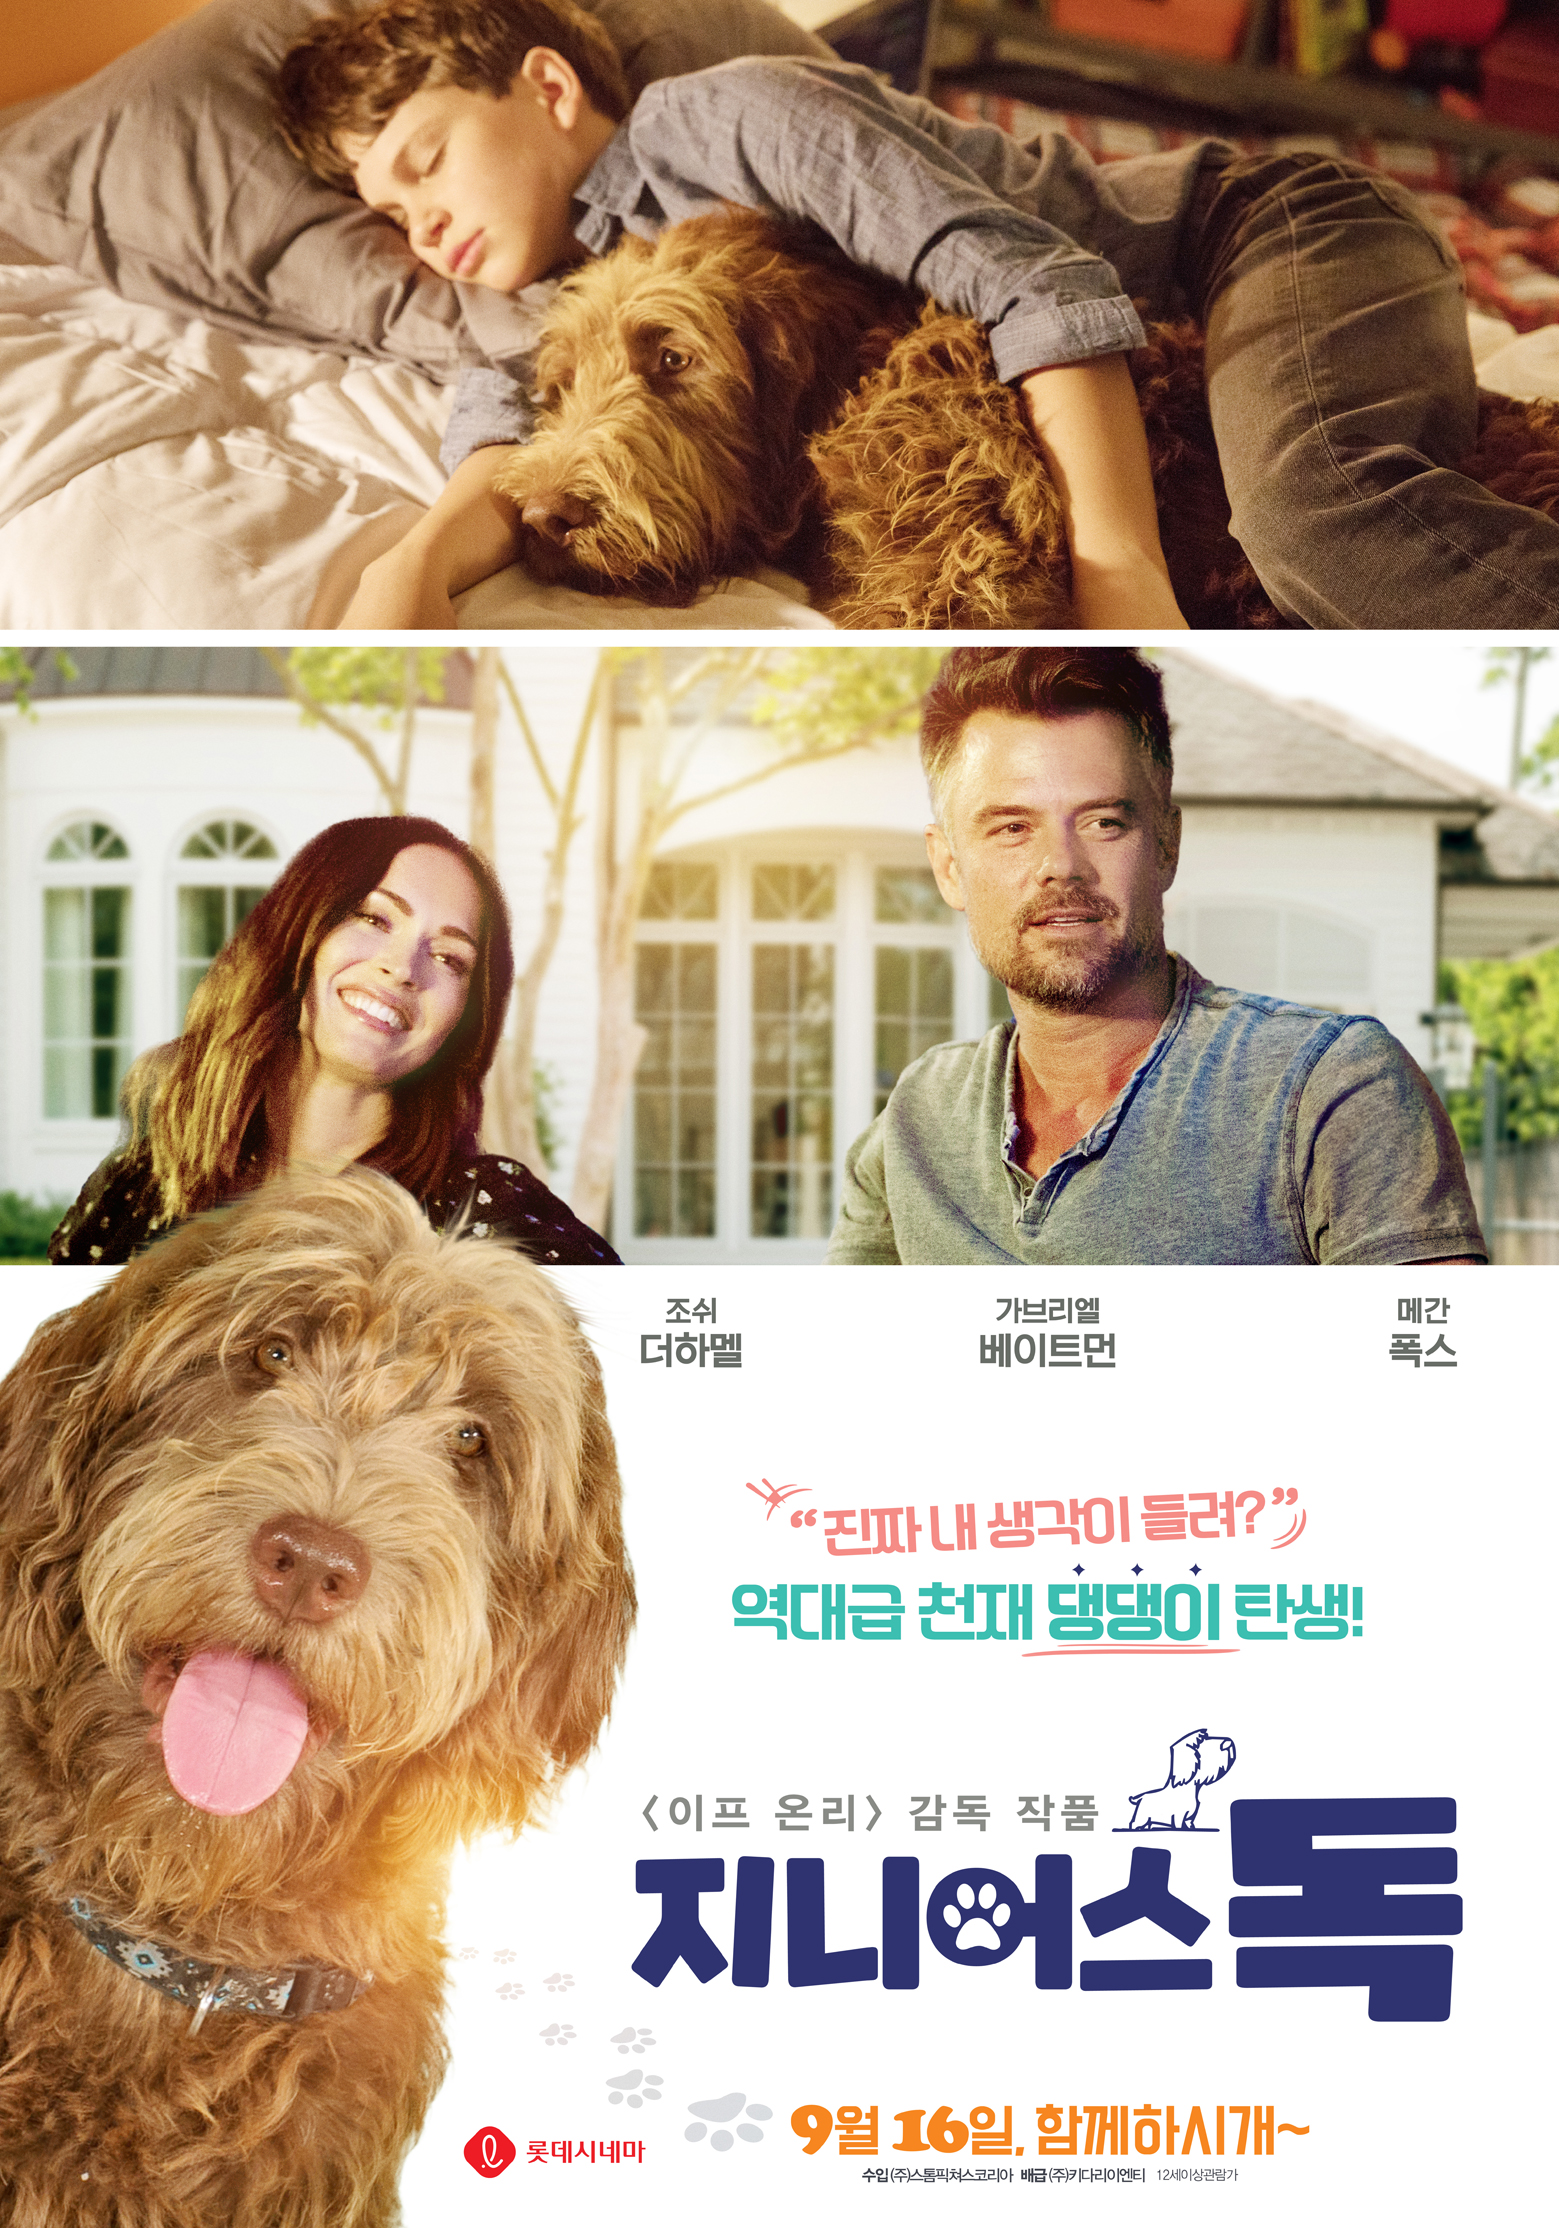 조쉬 더하멜
가브리엘 베이트먼
메간 폭스
“진짜 내 생각이 들려?”
역대급 천재 댕댕이 탄생!
<이프 온리> 감독 작품
지니어스독
9월 16일, 함께하시개~
롯데시네마
수입 (주)스톰픽쳐스코리아 배급 (주)키다리이엔티 12세이상관람가